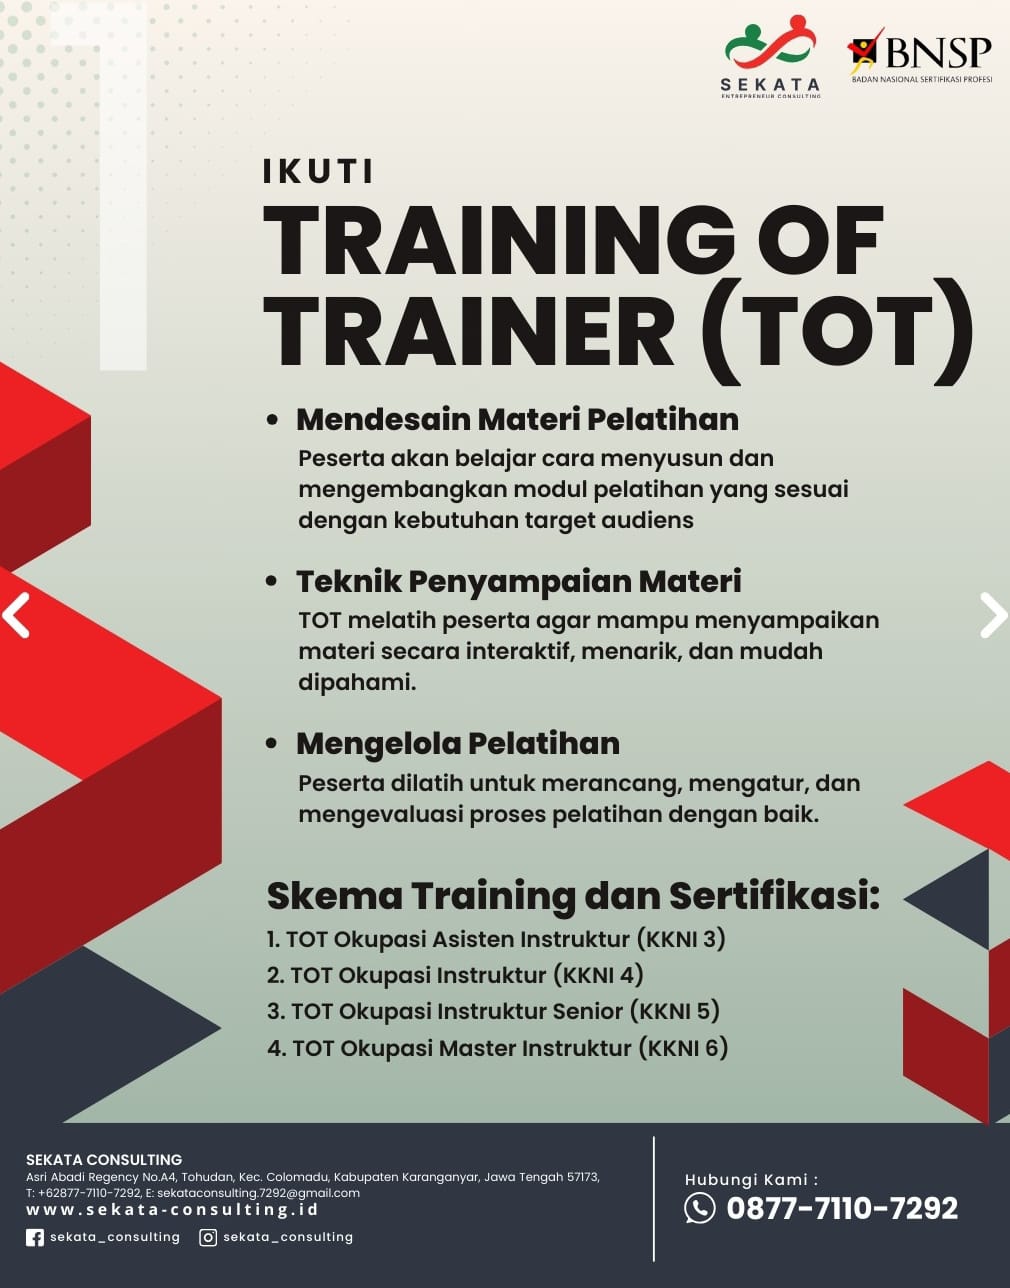 1
SEKATA
ENTREPRENEUR CONSULTING
BNSP
BADAN NASIONAL SERTIFIKASI PROFESI
IKUTI
TRAINING OF
TRAINER (TOT)
• Mendesain Materi Pelatihan
Peserta akan belajar cara menyusun dan
mengembangkan modul pelatihan yang sesuai
dengan kebutuhan target audiens
• Teknik Penyampaian Materi
TOT melatih peserta agar mampu menyampaikan
materi secara interaktif, menarik, dan mudah
dipahami.
• Mengelola Pelatihan
Peserta dilatih untuk merancang, mengatur, dan
mengevaluasi proses pelatihan dengan baik.
Skema Training dan Sertifikasi:
1. TOT Okupasi Asisten Instruktur (KKNI 3)
2. TOT Okupasi Instruktur (KKNI 4)
3. TOT Okupasi Instruktur Senior (KKNI 5)
4. TOT Okupasi Master Instruktur (KKNI 6)
SEKATA CONSULTING
Asri Abadi Regency No.A4, Tohudan, Kec. Colomadu, Kabupaten Karanganyar, Jawa Tengah 57173,
T: +62877-7110-7292, E: sekataconsulting.7292@gmail.com
www.sekata-consulting.id
sekata_consulting sekata_consulting
Hubungi Kami :
0877-7110-7292